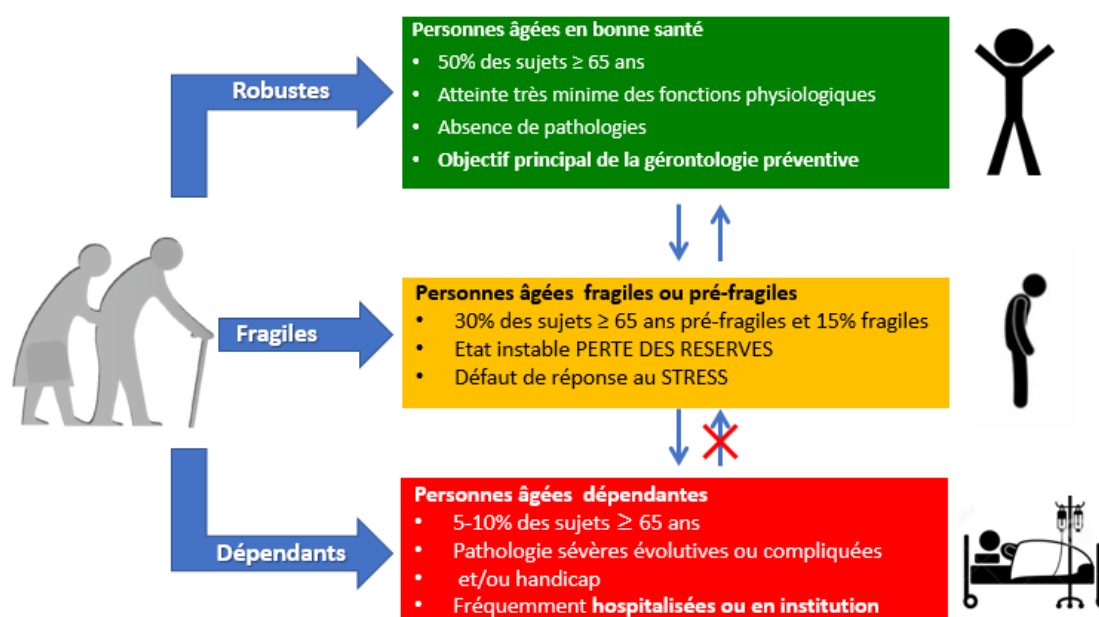 Robustes
Personnes âgées en bonne santé
• 50% des sujets ≥ 65 ans
• Atteinte très minime des fonctions physiologiques
• Absence de pathologies
• Objectif principal de la gérontologie préventive
Fragiles
Personnes âgées fragiles ou pré-fragiles
• 30% des sujets ≥ 65 ans pré-fragiles et 15% fragiles
• Etat instable PERTE DES RESERVES
• Défaut de réponse au STRESS
Dépendants
Personnes âgées dépendantes
• 5-10% des sujets ≥ 65 ans
• Pathologie sévères évolutives ou compliquées
• et/ou handicap
• Fréquemment hospitalisées ou en institution